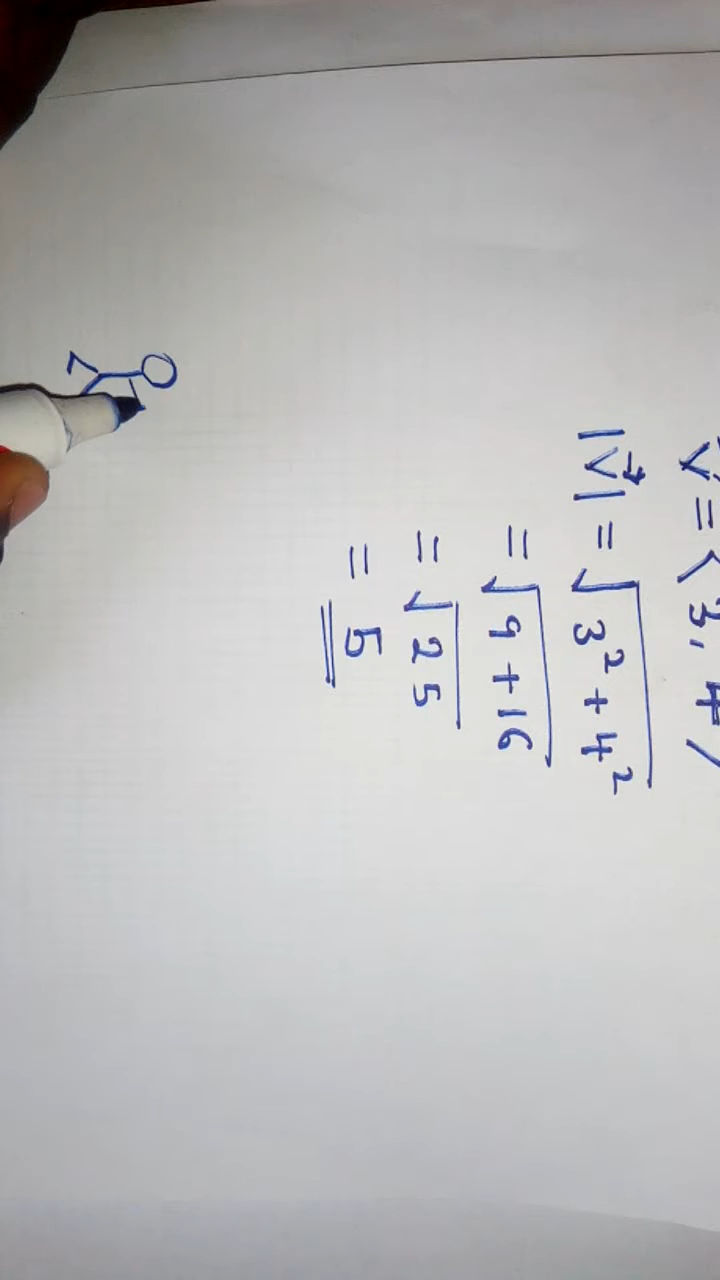 v⃗ = ⟨3, 4⟩
|v⃗| = √(3² + 4²)
= √(9 + 16)
= √25
= 5